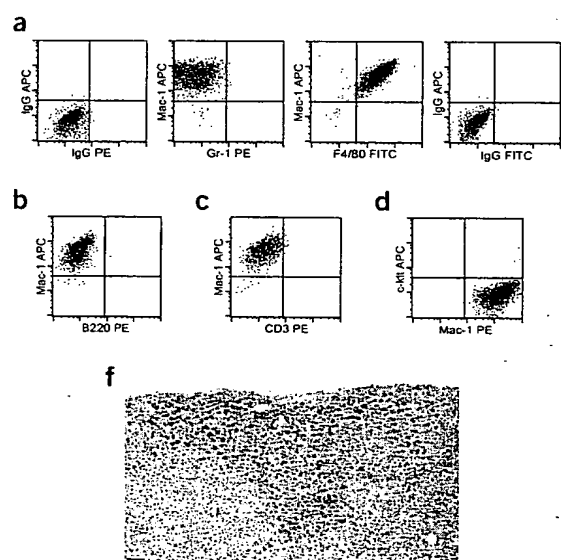 a
IgG APC
IgG PE
Mac-1 APC
Gr-1 PE
Mac-1 APC
F4/80 FITC
IgG APC
IgG FITC
b
Mac-1 APC
B220 PE
c
Mac-1 APC
CD3 PE
d
c-kit APC
Mac-1 PE
f